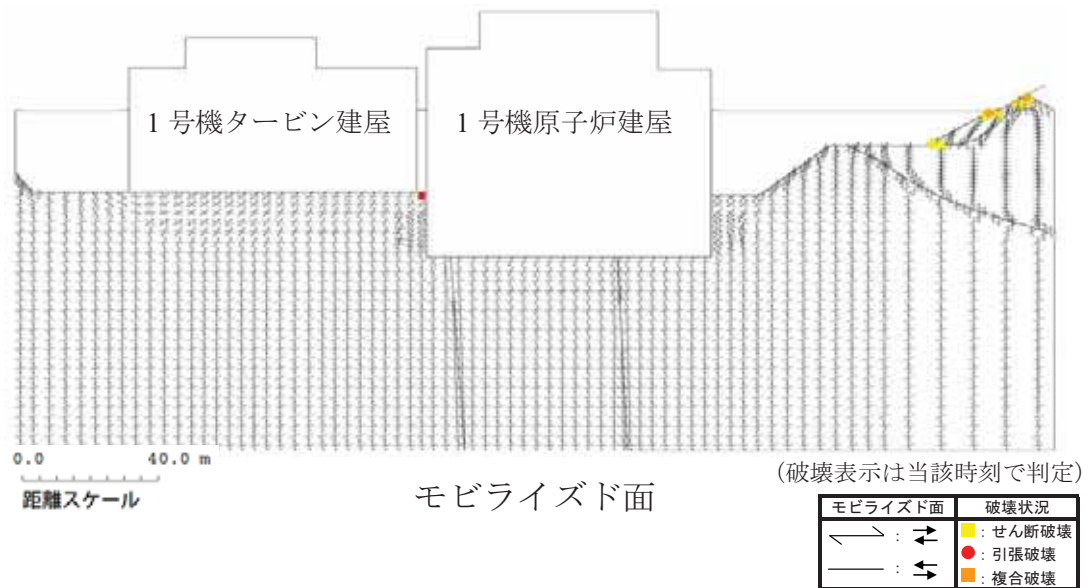 1号機タービン建屋
1号機原子炉建屋
0.0 40.0 m
距離スケール
モビライズド面
(破壊表示は当該時刻で判定)
モビライズド面 破壊状況
: ⇄ : せん断破壊
: 引張破壊
: ⇆ : 複合破壊